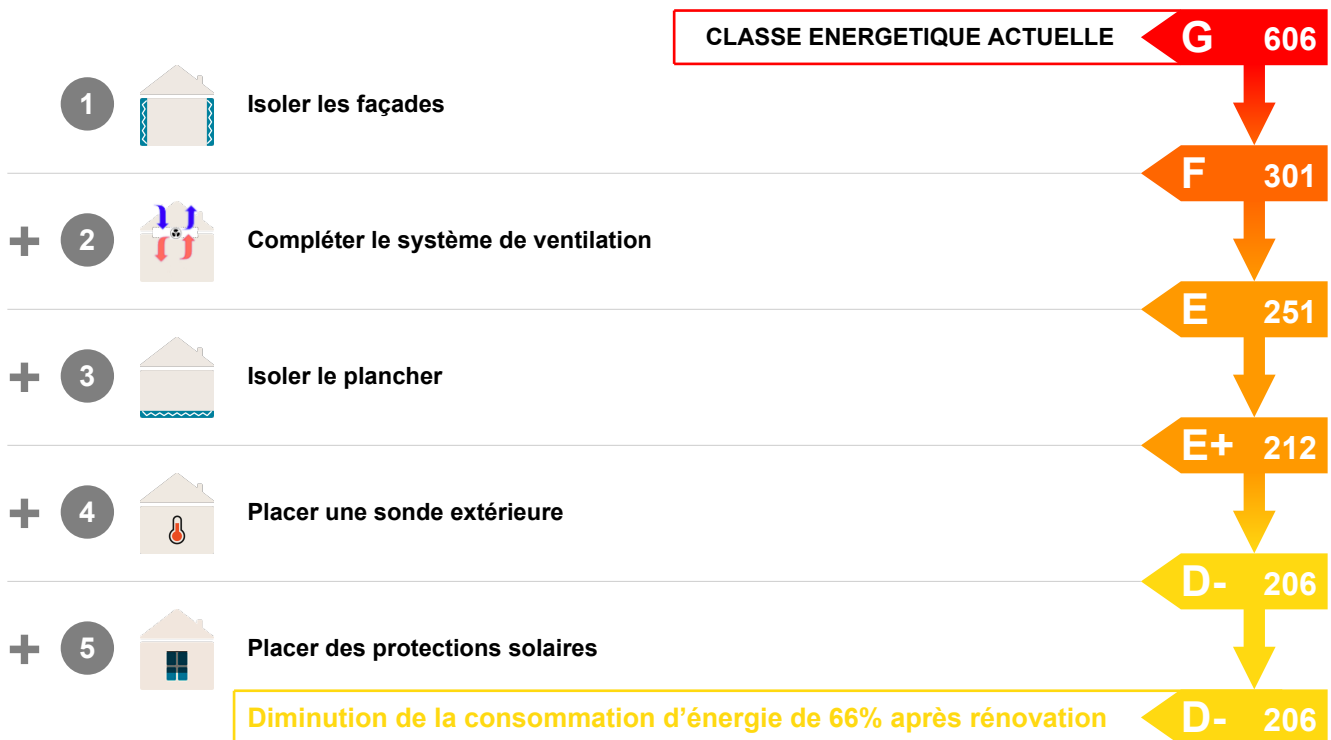 CLASSE ENERGETIQUE ACTUELLE G 606
1 Isoler les façades
F 301
+ 2 Compléter le système de ventilation
E 251
+ 3 Isoler le plancher
E+ 212
+ 4 Placer une sonde extérieure
D- 206
+ 5 Placer des protections solaires
Diminution de la consommation d’énergie de 66% après rénovation D- 206